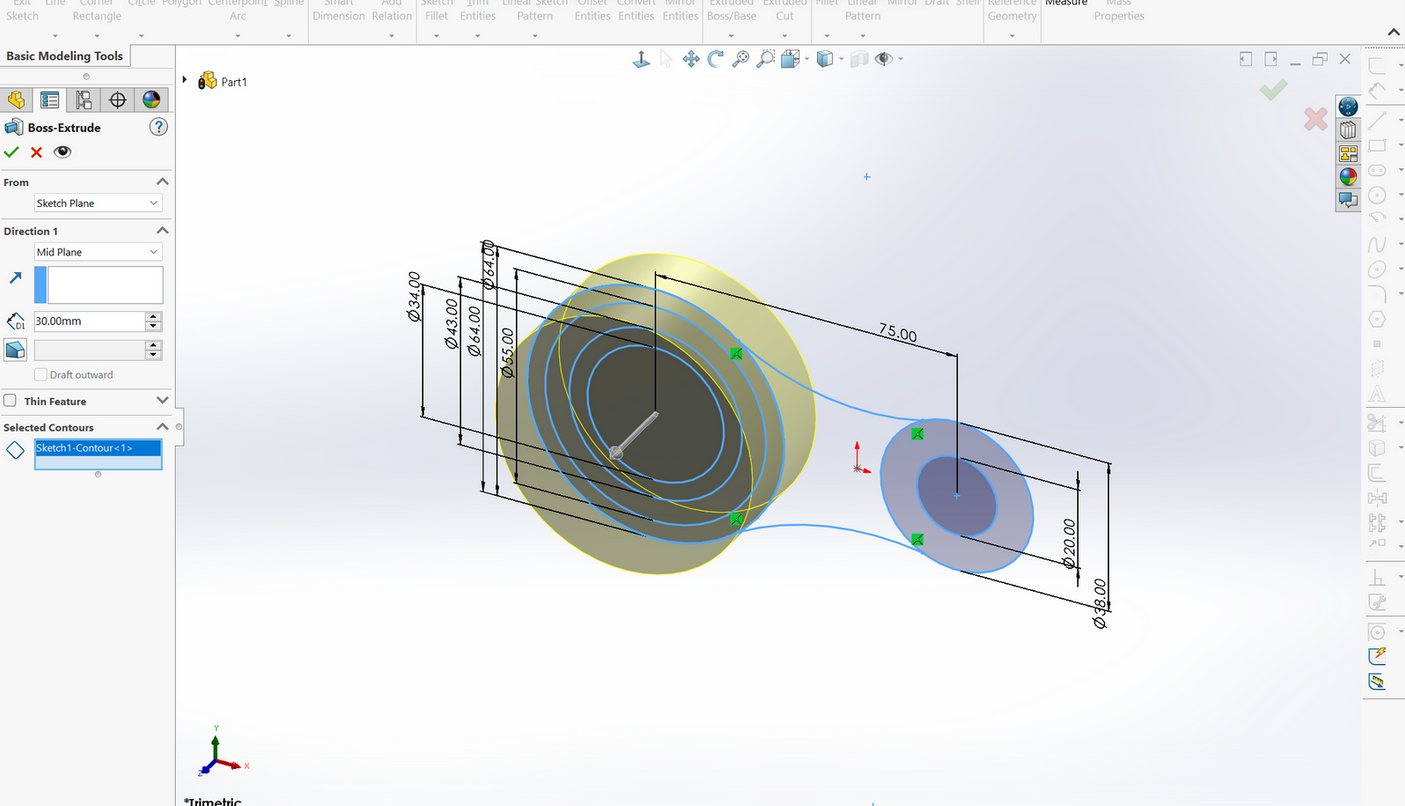 Exit Line Corner Circle Polygon Centerpoint Spline Smart Add Sketch Trim Linear Sketch Offset Convert Mirror Extruded Extruded Fillet Linear Mirror Draft Shell Reference Measure Mass
Sketch Rectangle Arc Dimension Relation Fillet Entities Pattern Entities Entities Entities Boss/Base Cut Pattern Geometry Properties
Basic Modeling Tools
Part1
Boss-Extrude
?
From
Sketch Plane
Direction 1
Mid Plane
D1
30.00mm
Draft outward
Thin Feature
Selected Contours
Sketch1-Contour<1>
Ø34.00
Ø43.00
Ø64.00
Ø64.00
Ø55.00
75.00
Ø20.00
Ø38.00
Y
X
Z
*Trimetric